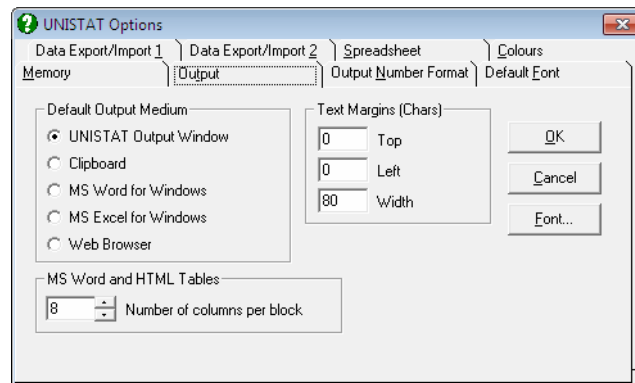 UNISTAT Options
Data Export/Import 1 Data Export/Import 2 Spreadsheet Colours
Memory Output Output Number Format Default Font
Default Output Medium
UNISTAT Output Window
Clipboard
MS Word for Windows
MS Excel for Windows
Web Browser
Text Margins (Chars)
0 Top
0 Left
80 Width
OK
Cancel
Font...
MS Word and HTML Tables
8 Number of columns per block